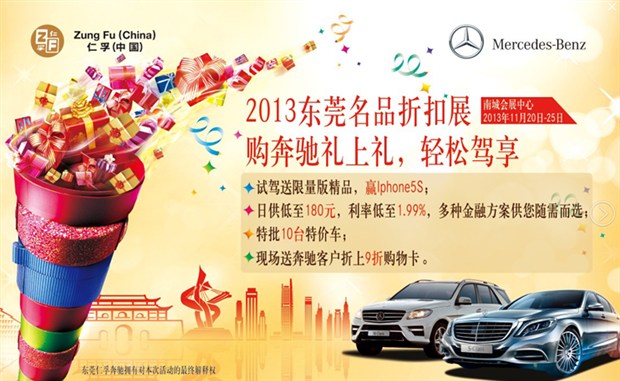 Zung Fu (China)
仁孚(中国)
Mercedes-Benz
2013东莞名品折扣展
南城会展中心
2013年11月20日-25日
购奔驰礼上礼，轻松驾享
试驾送限量版精品，赢Iphone5S；
日供低至180元，利率低至1.99%，多种金融方案供您随需而选；
特批10台特价车；
现场送奔驰客户折上9折购物卡。
东莞仁孚奔驰拥有对本次活动的最终解释权